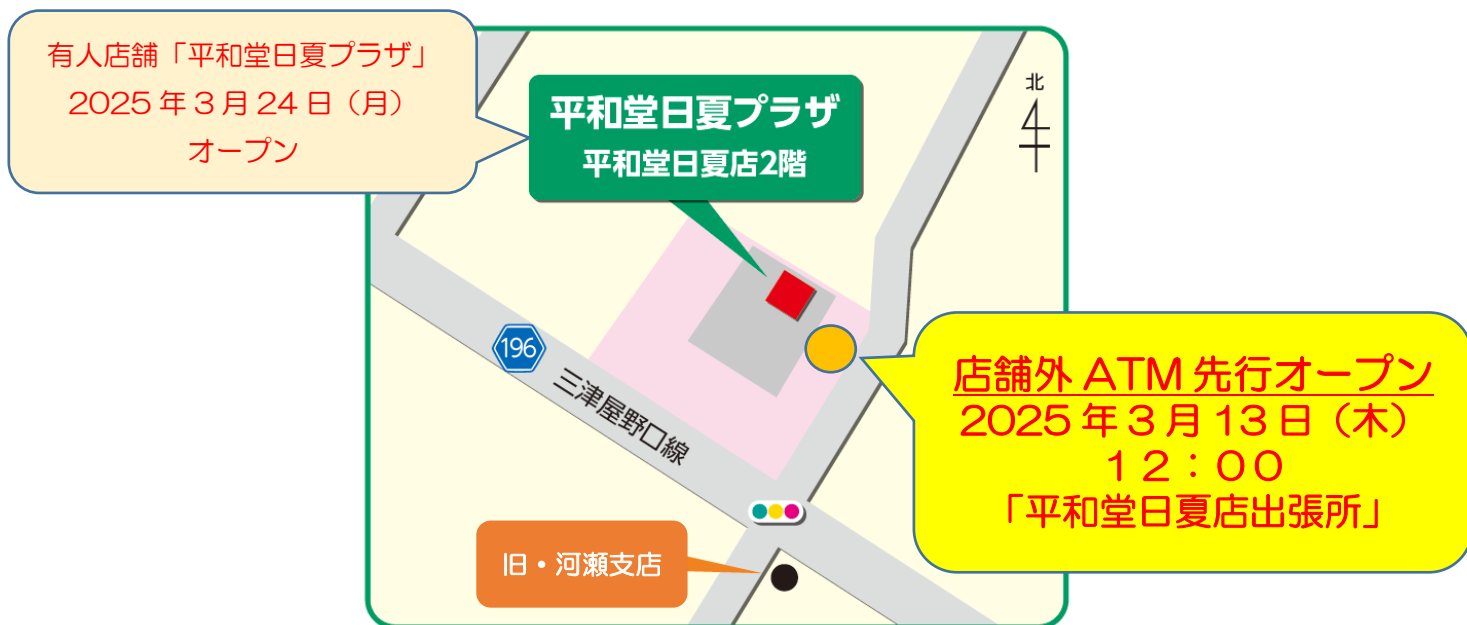 有人店舗「平和堂日夏プラザ」
2025年3月24日（月）
オープン
平和堂日夏プラザ
平和堂日夏店2階
北
196
三津屋野口線
店舗外ATM先行オープン
2025年3月13日（木）
１２：００
「平和堂日夏店出張所」
旧・河瀬支店